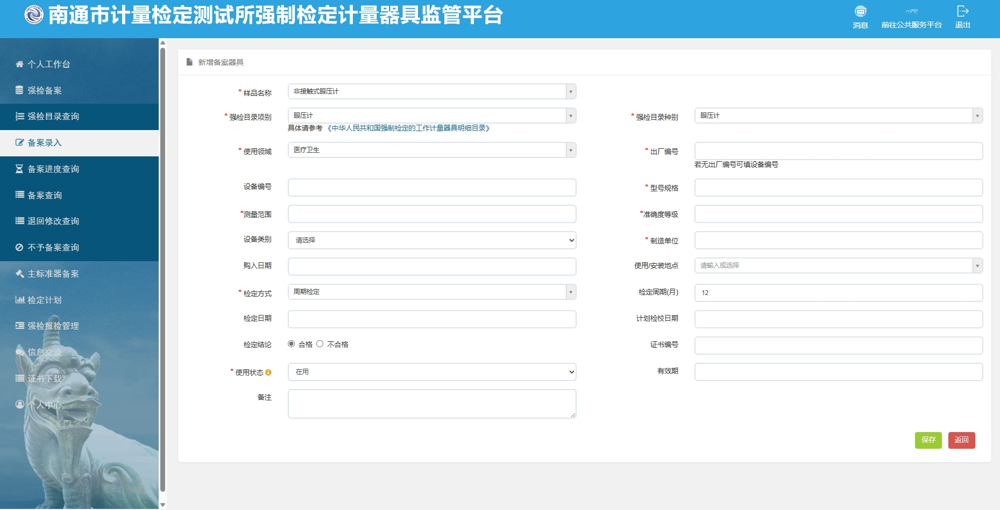 南通市计量检定测试所强制检定计量器具监管平台
消息
前往公共服务平台
退出
个人工作台
强检备案
强检目录查询
备案录入
备案进度查询
备案查询
退回修改查询
不予备案查询
主标准器备案
检定计划
强检报检管理
信息交流
证书下载
个人中心
新增备案器具
* 样品名称 非接触式眼压计
* 强检目录项别 眼压计 * 强检目录种别 眼压计
具体请参考 《中华人民共和国强制检定的工作计量器具明细目录》
* 使用领域 医疗卫生 * 出厂编号
若无出厂编号可填设备编号
设备编号 * 型号规格
*测量范围 *准确度等级
设备类别 请选择 * 制造单位
购入日期 使用/安装地点 请输入或选择
* 检定方式 周期检定 检定周期(月) 12
检定日期 计划检校日期
检定结论 合格 不合格 证书编号
* 使用状态 在用 有效期
备注
保存 返回